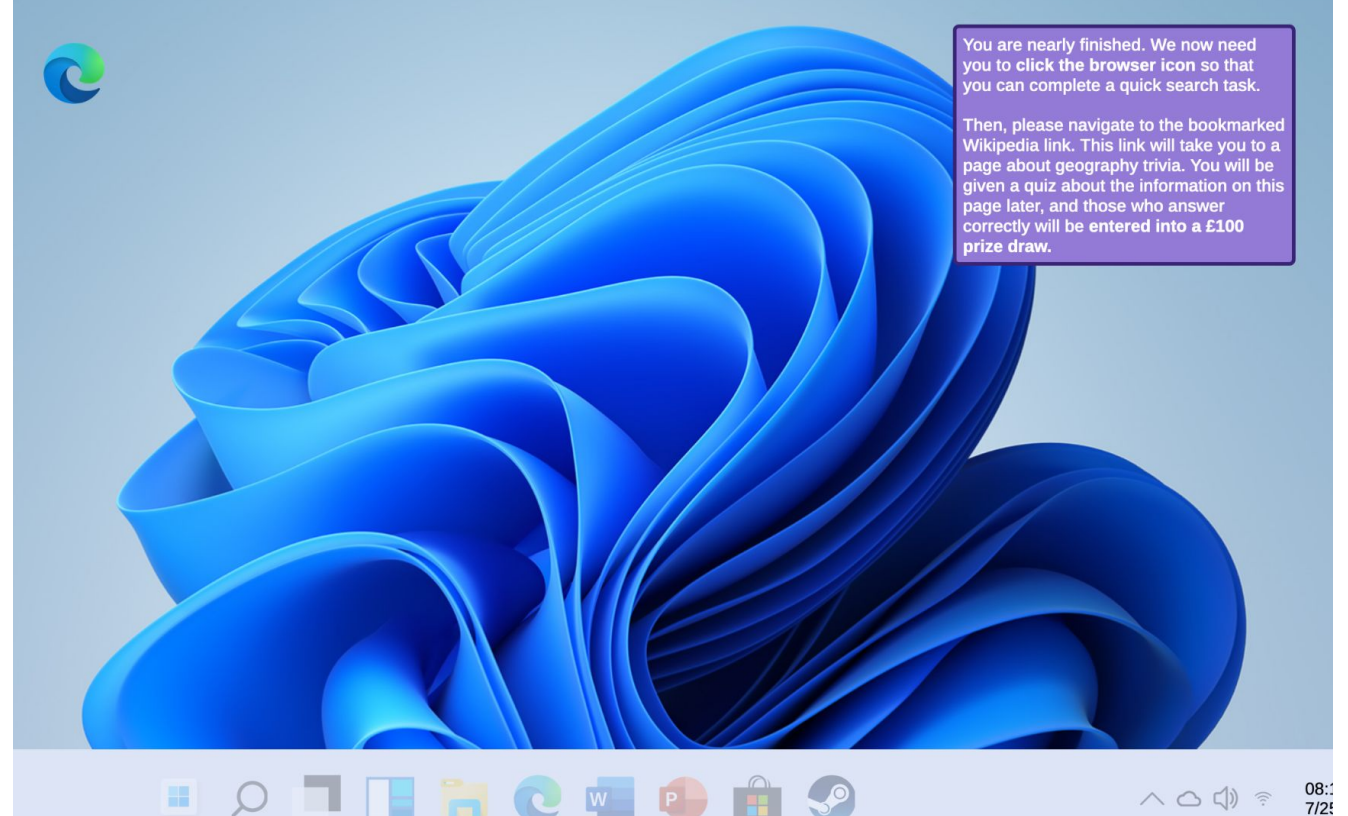 You are nearly finished. We now need
you to click the browser icon so that
you can complete a quick search task.
Then, please navigate to the bookmarked
Wikipedia link. This link will take you to a
page about geography trivia. You will be
given a quiz about the information on this
page later, and those who answer
correctly will be entered into a £100
prize draw.
W
P